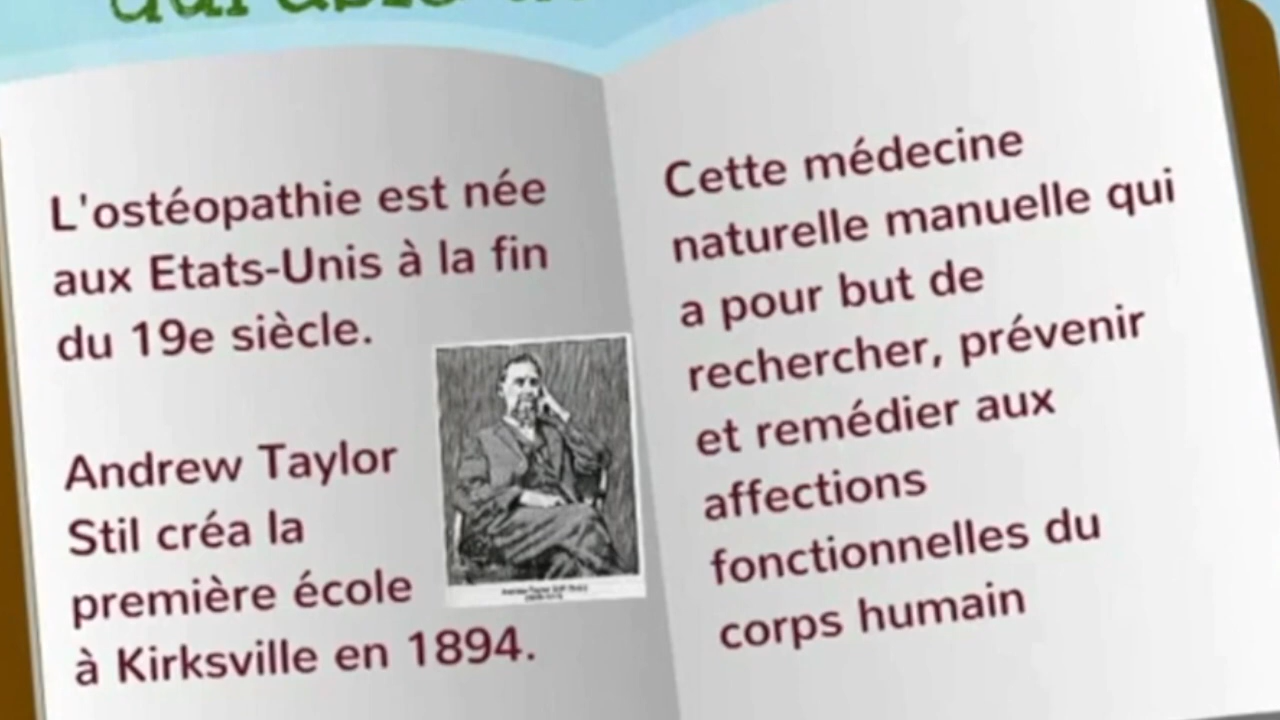 L'ostéopathie est née
aux Etats-Unis à la fin
du 19e siècle.
Andrew Taylor
Stil créa la
première école
à Kirksville en 1894.
Cette médecine
naturelle manuelle qui
a pour but de
rechercher, prévenir
et remédier aux
affections
fonctionnelles du
corps humain